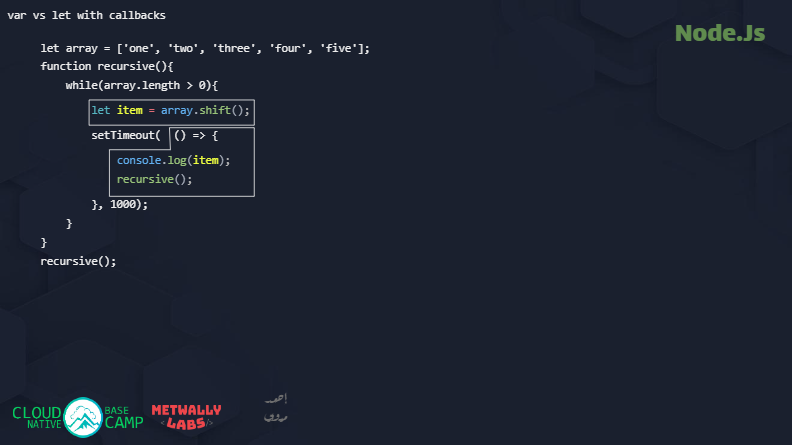 var vs let with callbacks
Node.Js
let array = ['one', 'two', 'three', 'four', 'five'];
function recursive(){
while(array.length > 0){
let item = array.shift();
setTimeout( () => {
console.log(item);
recursive();
}, 1000);
}
}
recursive();
CLOUD NATIVE BASE CAMP
METWALLY
<LABS/>
أحمد